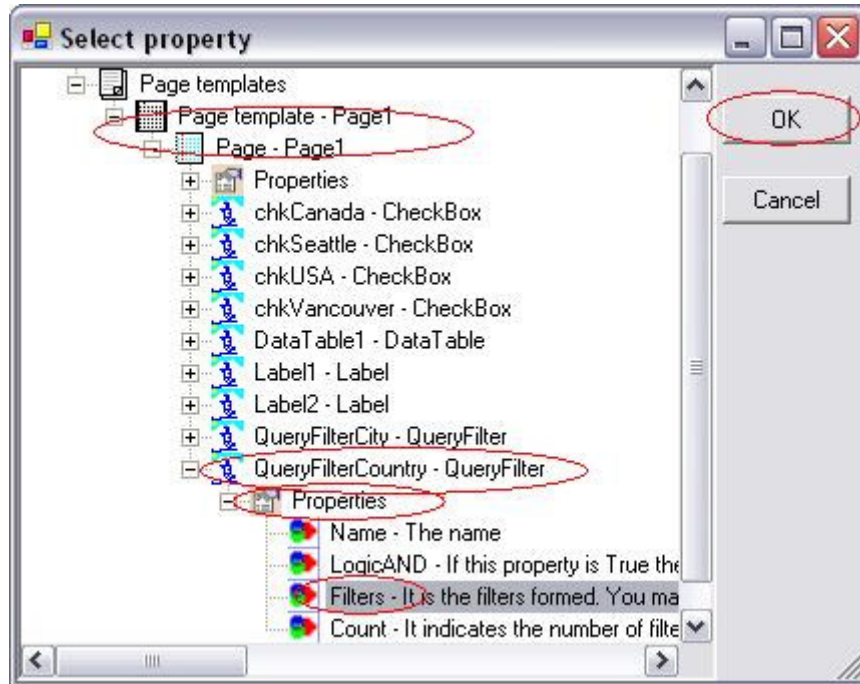 Select property
Page templates
Page template - Page1
Page - Page1
Properties
chkCanada - CheckBox
chkSeattle - CheckBox
chkUSA - CheckBox
chkVancouver - CheckBox
DataTable1 - DataTable
Label1 - Label
Label2 - Label
QueryFilterCity - QueryFilter
QueryFilterCountry - QueryFilter
Properties
Name - The name
LogicAND - If this property is True the
Filters - It is the filters formed. You ma
Count - It indicates the number of filte
OK
Cancel